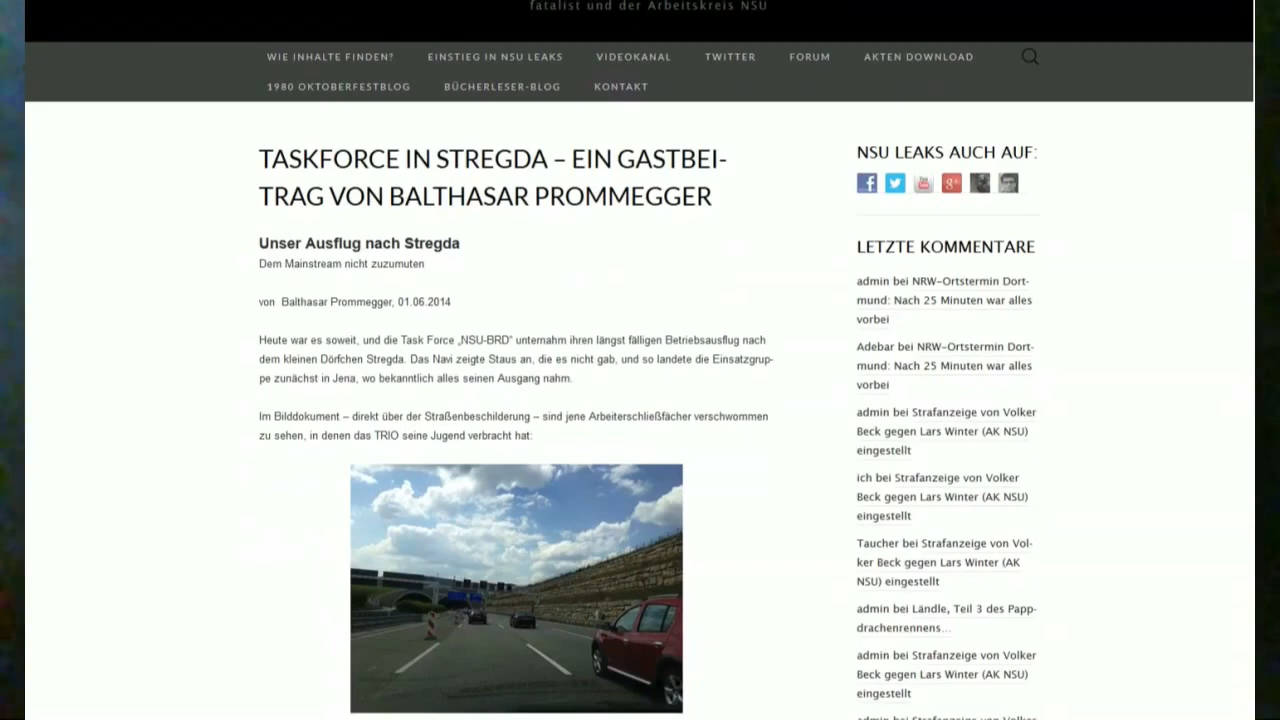 fatalist und der Arbeitskreis NSU
WIE INHALTE FINDEN?
EINSTIEG IN NSU LEAKS
VIDEOKANAL
TWITTER
FORUM
AKTEN DOWNLOAD
1980 OKTOBERFESTBLOG
BÜCHERLESER-BLOG
KONTAKT
TASKFORCE IN STREGDA – EIN GASTBEI-
TRAG VON BALTHASAR PROMMEGGER
Unser Ausflug nach Stregda
Dem Mainstream nicht zuzumuten
von Balthasar Prommegger, 01.06.2014
Heute war es soweit, und die Task Force „NSU-BRD“ unternahm ihren längst fälligen Betriebsausflug nach
dem kleinen Dörfchen Stregda. Das Navi zeigte Staus an, die es nicht gab, und so landete die Einsatzgrup-
pe zunächst in Jena, wo bekanntlich alles seinen Ausgang nahm.
Im Bilddokument – direkt über der Straßenbeschilderung – sind jene Arbeiterschließfächer verschwommen
zu sehen, in denen das TRIO seine Jugend verbracht hat:
NSU LEAKS AUCH AUF:
LETZTE KOMMENTARE
admin bei NRW-Ortstermin Dort-
mund: Nach 25 Minuten war alles
vorbei
Adebar bei NRW-Ortstermin Dort-
mund: Nach 25 Minuten war alles
vorbei
admin bei Strafanzeige von Volker
Beck gegen Lars Winter (AK NSU)
eingestellt
ich bei Strafanzeige von Volker
Beck gegen Lars Winter (AK NSU)
eingestellt
Taucher bei Strafanzeige von Vol-
ker Beck gegen Lars Winter (AK
NSU) eingestellt
admin bei Ländle, Teil 3 des Papp-
drachenrennens…
admin bei Strafanzeige von Volker
Beck gegen Lars Winter (AK NSU)
eingestellt